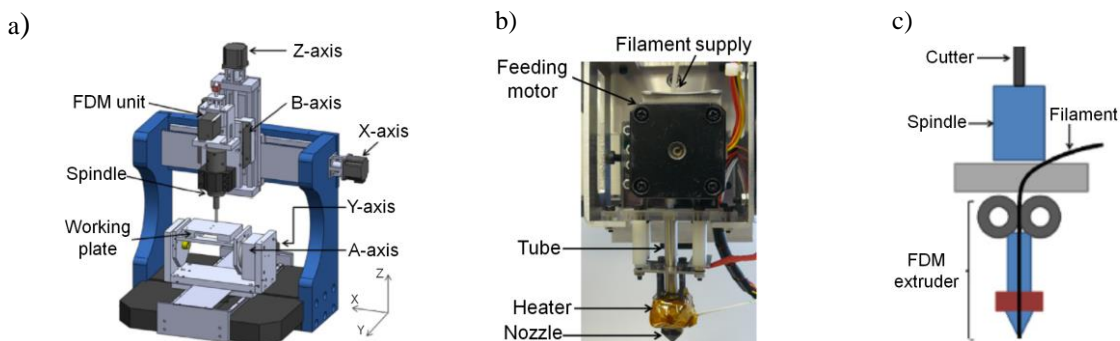 a)
Z-axis
FDM unit
B-axis
X-axis
Spindle
Y-axis
Working
plate
A-axis
Z
X
Y
b)
Filament supply
Feeding
motor
Tube
Heater
Nozzle
c)
Cutter
Filament
Spindle
FDM
extruder